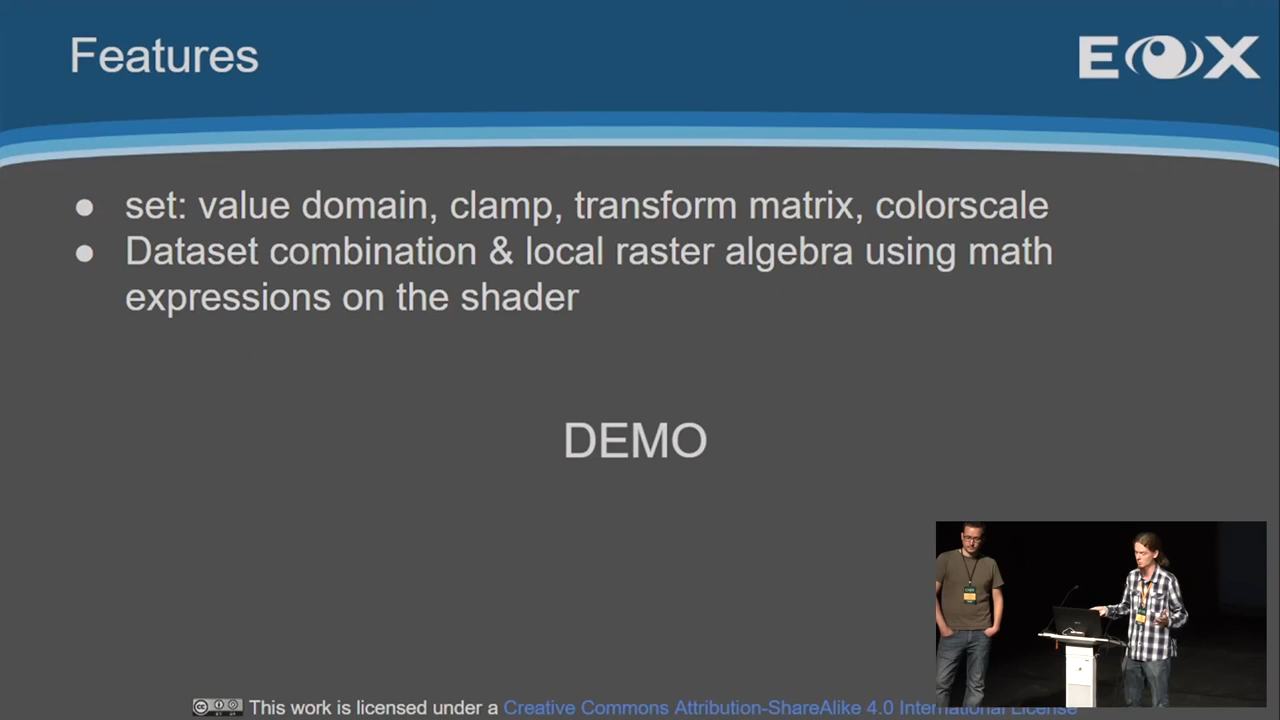 Features
EOX
● set: value domain, clamp, transform matrix, colorscale
● Dataset combination & local raster algebra using math
expressions on the shader
DEMO
This work is licensed under a Creative Commons Attribution-ShareAlike 4.0 International License